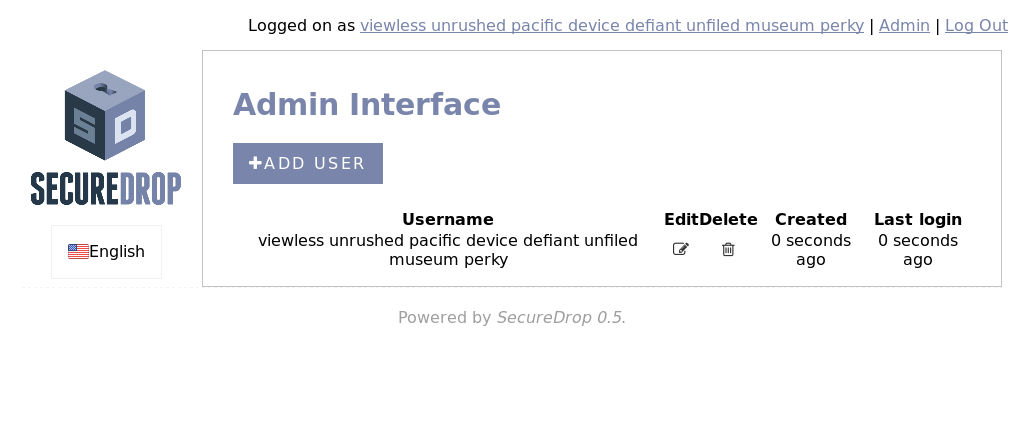 Logged on as viewless unrushed pacific device defiant unfiled museum perky | Admin | Log Out
SD
SECUREDROP
English
Admin Interface
+ADD USER
Username Edit Delete Created Last login
viewless unrushed pacific device defiant unfiled 0 seconds 0 seconds
museum perky ago ago
Powered by SecureDrop 0.5.